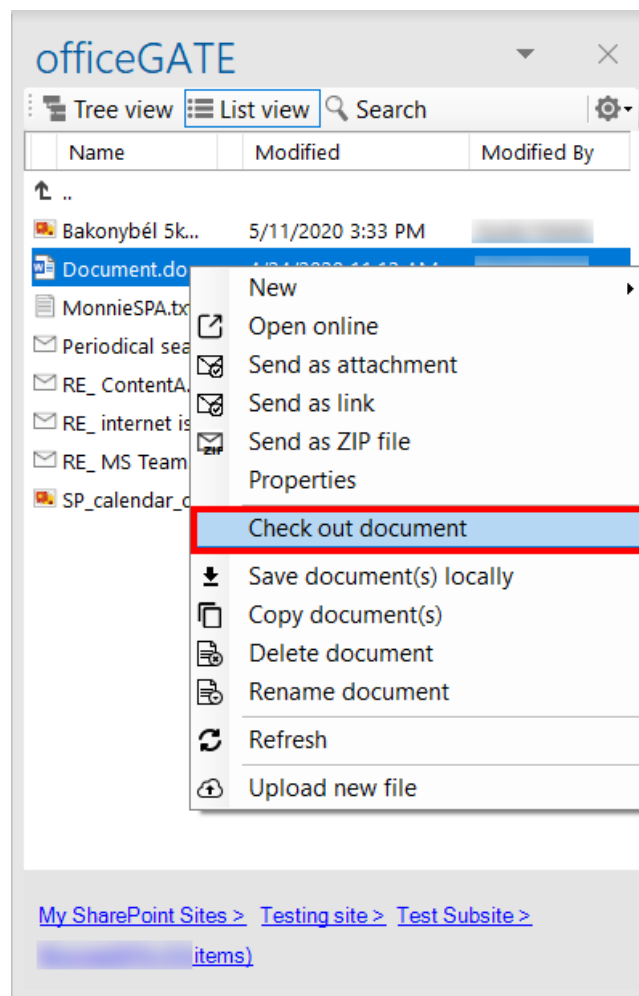 officeGATE
Tree view List view Search
Name Modified Modified By
..
Bakonybél 5k... 5/11/2020 3:33 PM
Document.do
New
MonnieSPA.tx
Open online
Periodical sea
Send as attachment
RE_ ContentA.
Send as link
RE_ internet is
Send as ZIP file
ZIP
RE_ MS Team
Properties
SP_calendar_c
Check out document
Save document(s) locally
Copy document(s)
Delete document
Rename document
Refresh
Upload new file
My SharePoint Sites > Testing site > Test Subsite >
items)